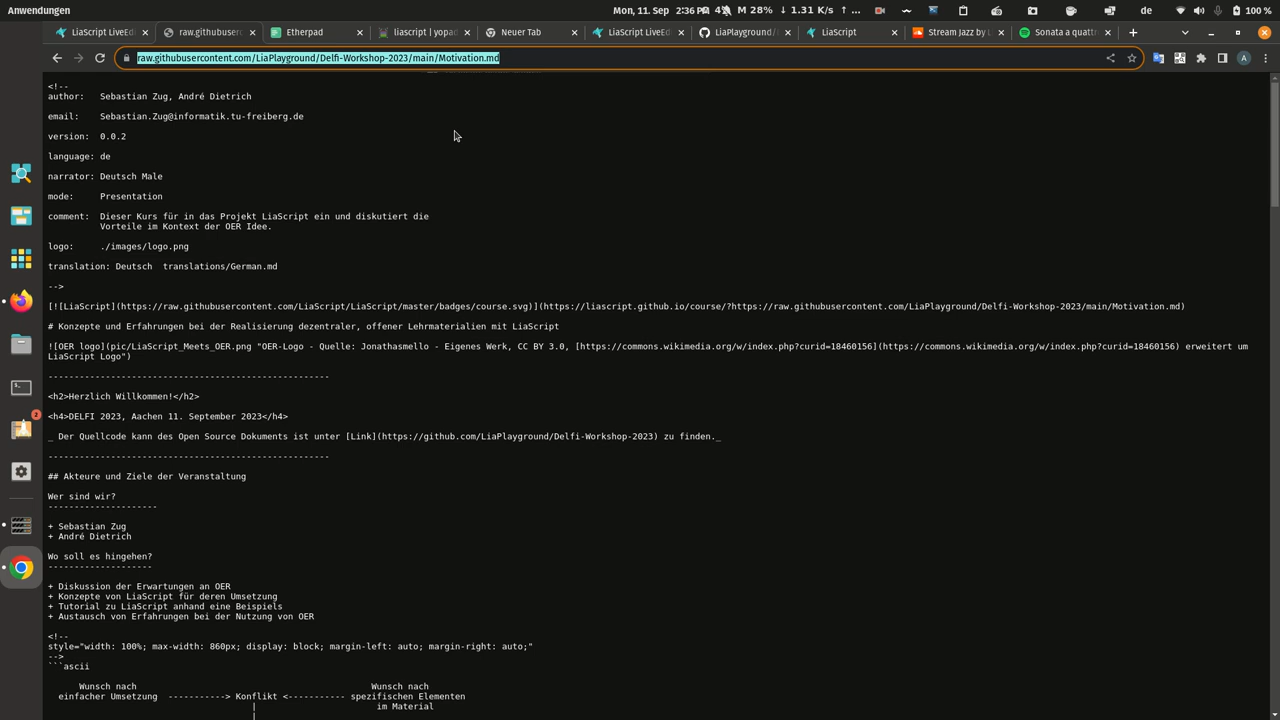 Anwendungen
Mon, 11. Sep 2:36 PM 4% M 28% ↓ 1.31 K/s ↑ ... de 100 %
LiaScript LiveEdi
raw.githubuserc
Etherpad
liascript | yopad
Neuer Tab
LiaScript LiveEd
LiaPlayground/
LiaScript
Stream Jazz by L
Sonata a quattr
raw.githubusercontent.com/LiaPlayground/Delfi-Workshop-2023/main/Motivation.md
A
2
<!--
author: Sebastian Zug, André Dietrich
email: Sebastian.Zug@informatik.tu-freiberg.de
version: 0.0.2
language: de
narrator: Deutsch Male
mode: Presentation
comment: Dieser Kurs für in das Projekt LiaScript ein und diskutiert die
Vorteile im Kontext der OER Idee.
logo: ./images/logo.png
translation: Deutsch translations/German.md
-->
[![LiaScript](https://raw.githubusercontent.com/LiaScript/LiaScript/master/badges/course.svg)](https://liascript.github.io/course/?https://raw.githubusercontent.com/LiaPlayground/Delfi-Workshop-2023/main/Motivation.md)
# Konzepte und Erfahrungen bei der Realisierung dezentraler, offener Lehrmaterialien mit LiaScript
![OER logo](pic/LiaScript_Meets_OER.png "OER-Logo - Quelle: Jonathasmello - Eigenes Werk, CC BY 3.0, [https://commons.wikimedia.org/w/index.php?curid=18460156](https://commons.wikimedia.org/w/index.php?curid=18460156) erweitert um
LiaScript Logo")
------------------------------------------------------
<h2>Herzlich Willkommen!</h2>
<h4>DELFI 2023, Aachen 11. September 2023</h4>
_ Der Quellcode kann des Open Source Dokuments ist unter [Link](https://github.com/LiaPlayground/Delfi-Workshop-2023) zu finden._
------------------------------------------------------
## Akteure und Ziele der Veranstaltung
Wer sind wir?
---------------------
+ Sebastian Zug
+ André Dietrich
Wo soll es hingehen?
--------------------
+ Diskussion der Erwartungen an OER
+ Konzepte von LiaScript für deren Umsetzung
+ Tutorial zu LiaScript anhand eine Beispiels
+ Austausch von Erfahrungen bei der Nutzung von OER
<!--
style="width: 100%; max-width: 860px; display: block; margin-left: auto; margin-right: auto;"
-->
```ascii
Wunsch nach Wunsch nach
einfacher Umsetzung -----------> Konflikt <----------- spezifischen Elementen
| im Material
|